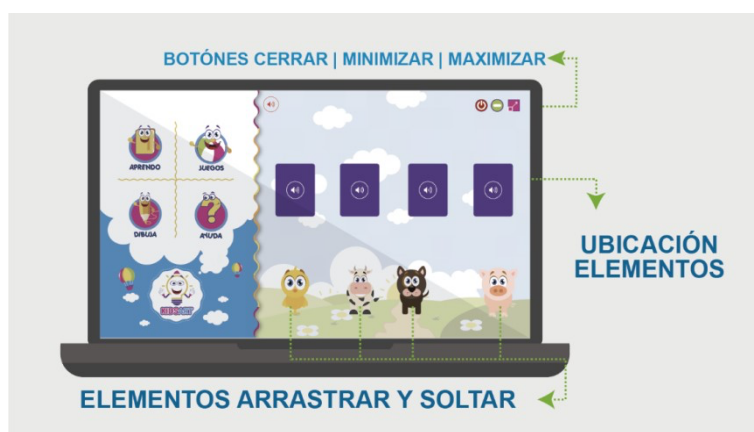 BOTÓNES CERRAR | MINIMIZAR | MAXIMIZAR
APRENDO
JUEGOS
DIBUJA
AYUDA
UBICACIÓN
ELEMENTOS
ELEMENTOS ARRASTRAR Y SOLTAR